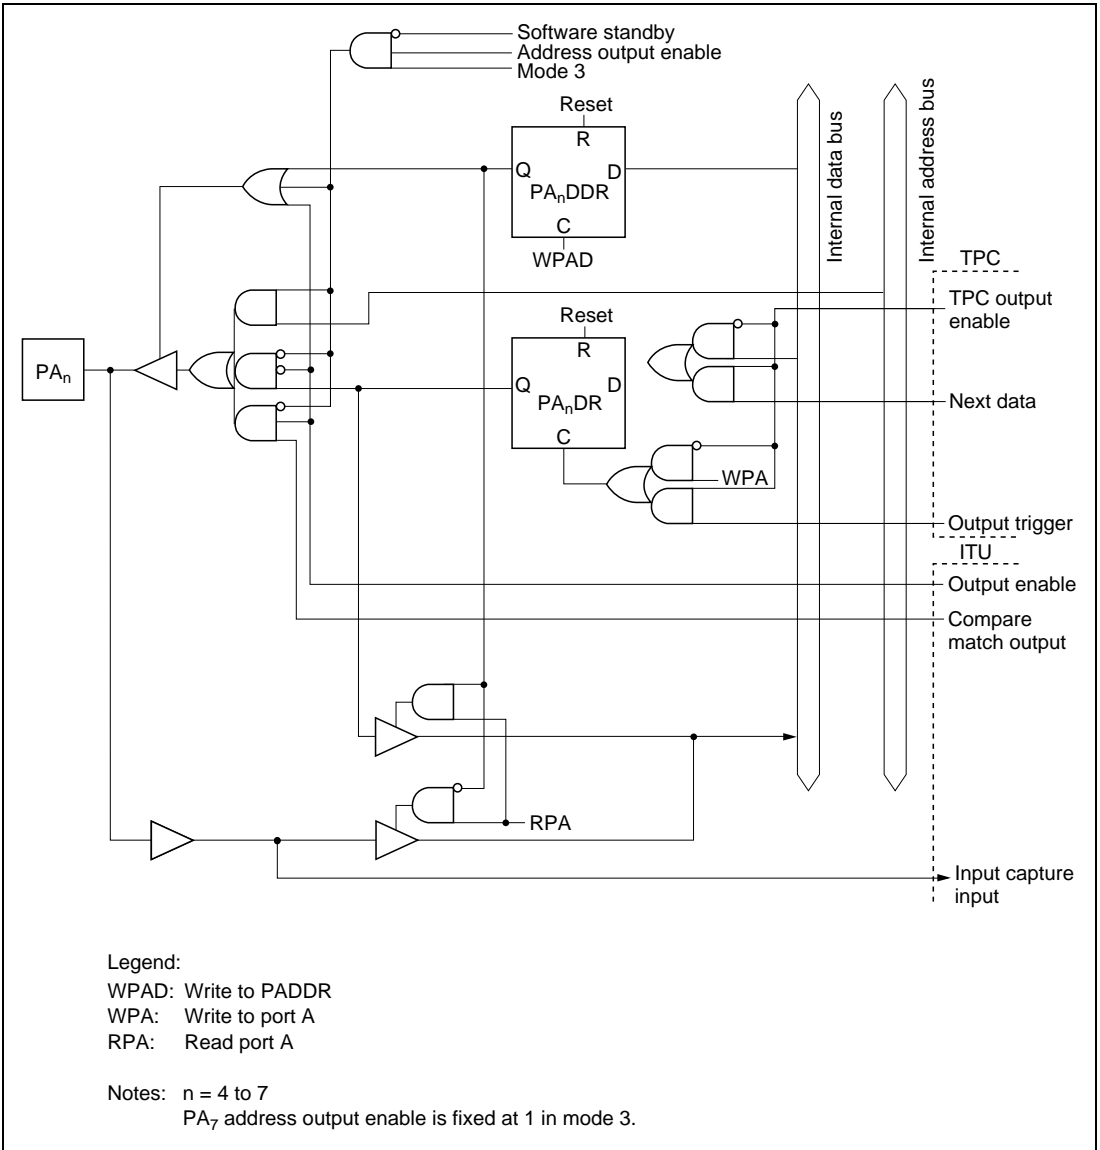 Software standby
Address output enable
Mode 3
Reset
R
Q
D
PAnDDR
C
WPAD
Internal data bus
Internal address bus
TPC
TPC output
enable
Reset
R
PAn
Q
D
PAnDR
C
Next data
WPA
Output trigger
ITU
Output enable
Compare
match output
RPA
Input capture
input
Legend:
WPAD: Write to PADDR
WPA: Write to port A
RPA: Read port A
Notes: n = 4 to 7
PA7 address output enable is fixed at 1 in mode 3.